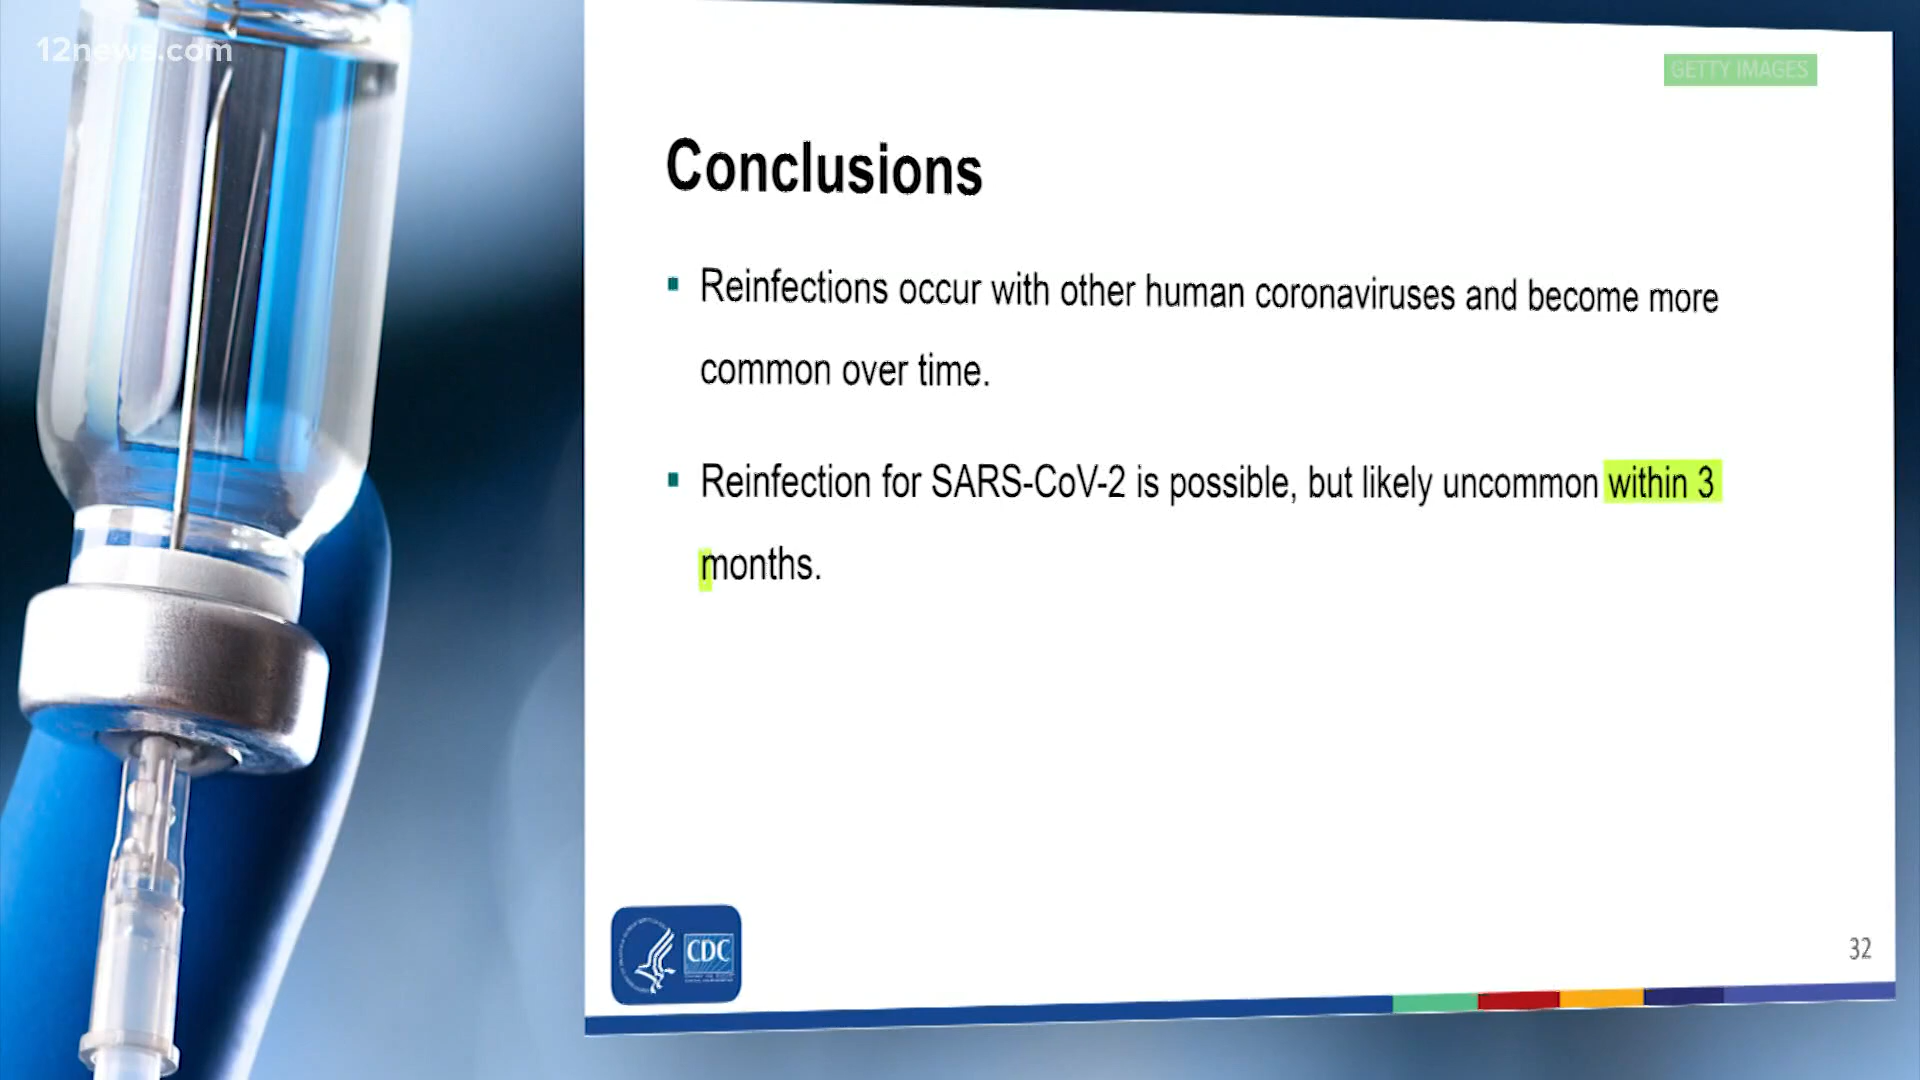 12news.com
GETTY IMAGES
Conclusions
Reinfections occur with other human coronaviruses and become more
common over time.
Reinfection for SARS-CoV-2 is possible, but likely uncommon within 3
months.
CDC
32